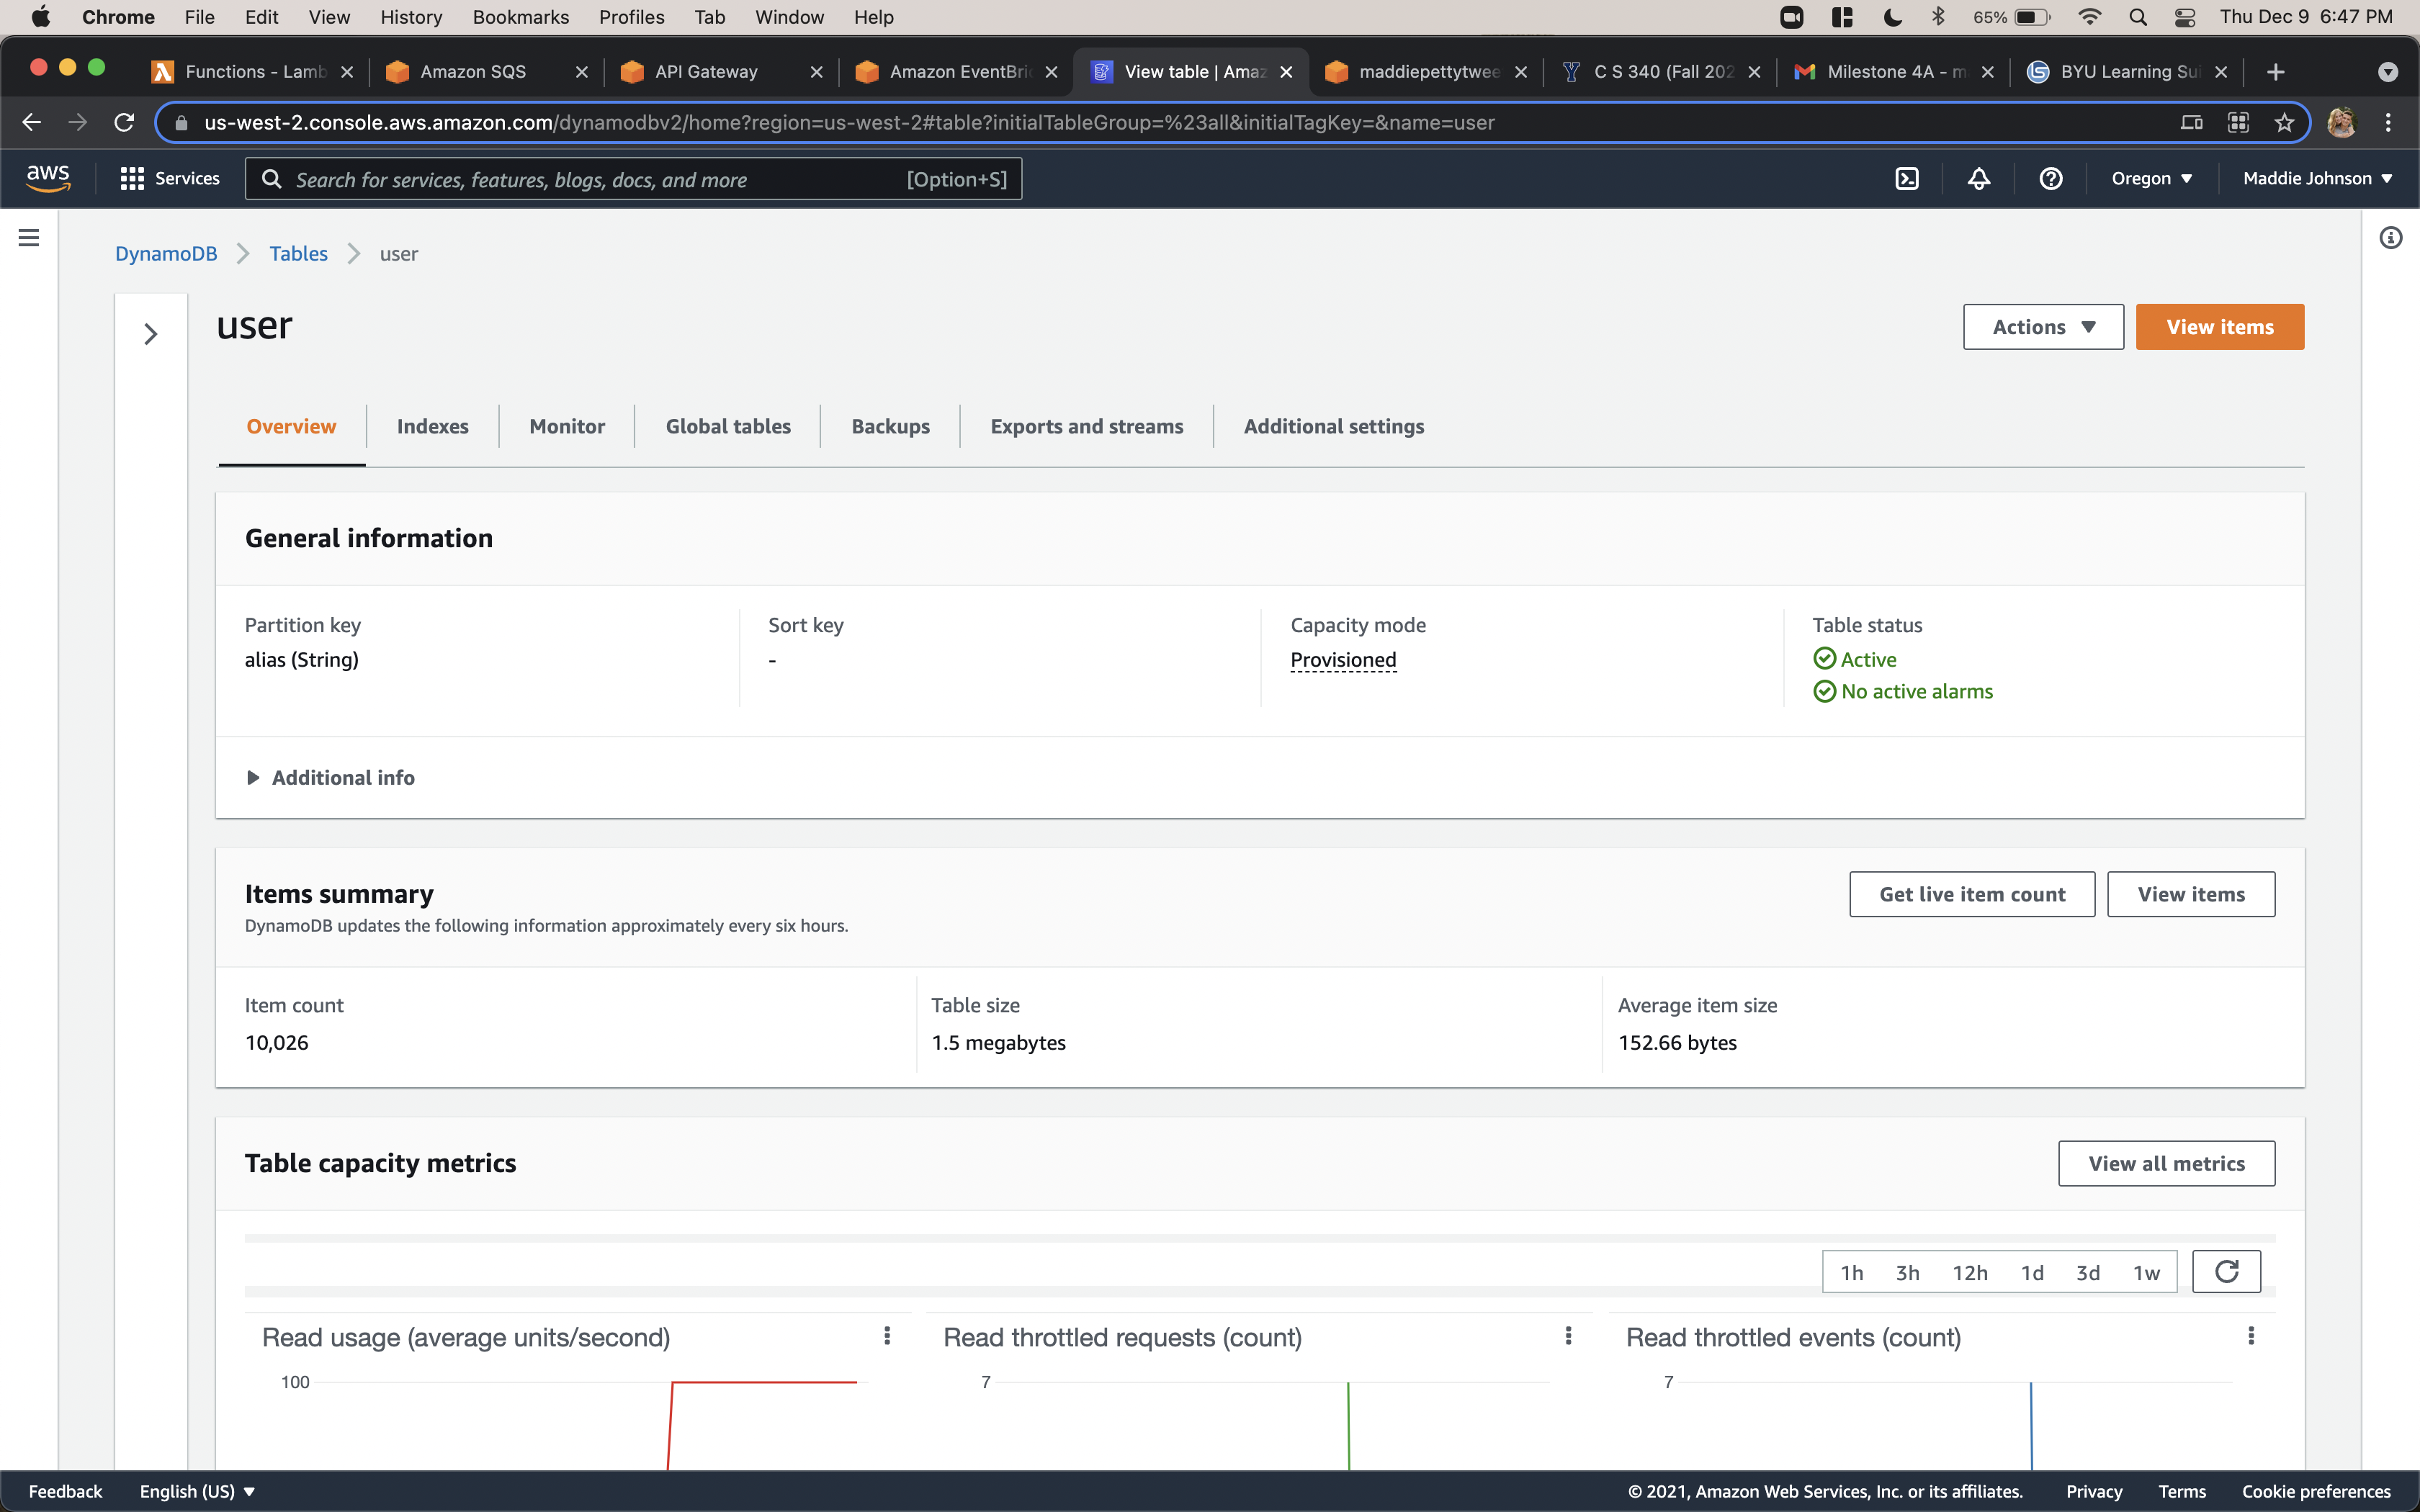 Chrome File Edit View History Bookmarks Profiles Tab Window Help 65% Thu Dec 9 6:47 PM
Functions - Lamb Amazon SQS API Gateway Amazon EventBri View table | Amaz maddiepettytwee C S 340 (Fall 202 Milestone 4A - m BYU Learning Sui
us-west-2.console.aws.amazon.com/dynamodbv2/home?region=us-west-2#table?initialTableGroup=%23all&initialTagKey=&name=user
aws Services Search for services, features, blogs, docs, and more [Option+S] Oregon Maddie Johnson
DynamoDB Tables user
user Actions View items
Overview Indexes Monitor Global tables Backups Exports and streams Additional settings
General information
Partition key Sort key Capacity mode Table status
alias (String) - Provisioned Active
No active alarms
Additional info
Items summary Get live item count View items
DynamoDB updates the following information approximately every six hours.
Item count Table size Average item size
10,026 1.5 megabytes 152.66 bytes
Table capacity metrics View all metrics
1h 3h 12h 1d 3d 1w
Read usage (average units/second) Read throttled requests (count) Read throttled events (count)
100 7 7
Feedback English (US) © 2021, Amazon Web Services, Inc. or its affiliates. Privacy Terms Cookie preferences